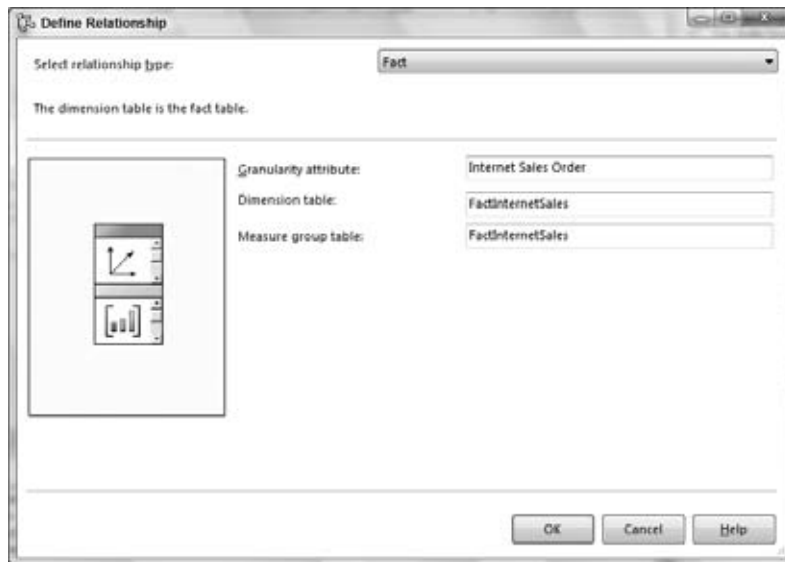 Define Relationship
Select relationship type:
Fact
The dimension table is the fact table.
Granularity attribute:
Internet Sales Order
Dimension table:
FactInternetSales
Measure group table:
FactInternetSales
OK
Cancel
Help